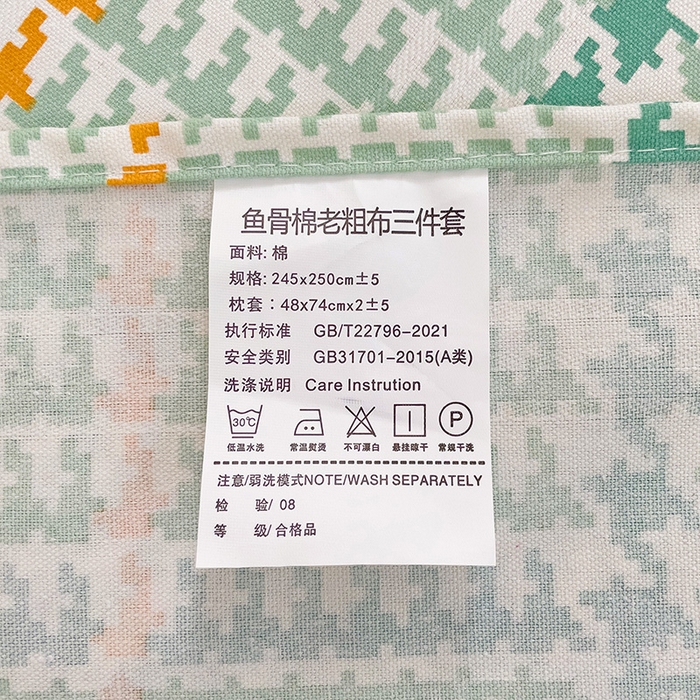 鱼骨棉老粗布三件套
面料: 棉
规格: 245x250cm±5
枕套：48x74cmx2±5
执行标准 GB/T22796-2021
安全类别 GB31701-2015(A类)
洗涤说明 Care Instrution
30℃ P
低温水洗 常温熨烫 不可漂白 悬挂晾干 常规干洗
注意/弱洗模式NOTE/WASH SEPARATELY
检 验/ 08
等 级/合格品